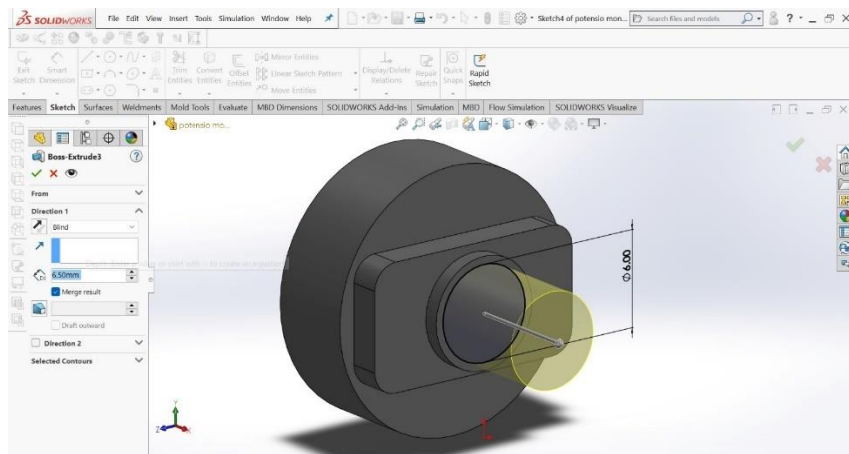 SOLIDWORKS File Edit View Insert Tools Simulation Window Help Sketch4 of potensio mon... Search files and models
Exit Sketch Smart Dimension Trim Entities Convert Entities Offset Entities Mirror Entities Linear Sketch Pattern Move Entities Display/Delete Relations Repair Sketch Quick Snaps Rapid Sketch
Features Sketch Surfaces Weldments Mold Tools Evaluate MBD Dimensions SOLIDWORKS Add-Ins Simulation MBD Flow Simulation SOLIDWORKS Visualize
potensio mo...
Boss-Extrude3
From
Direction 1
Blind
6.50mm
Merge result
Draft outward
Direction 2
Selected Contours
Ø6.00
Y
Z